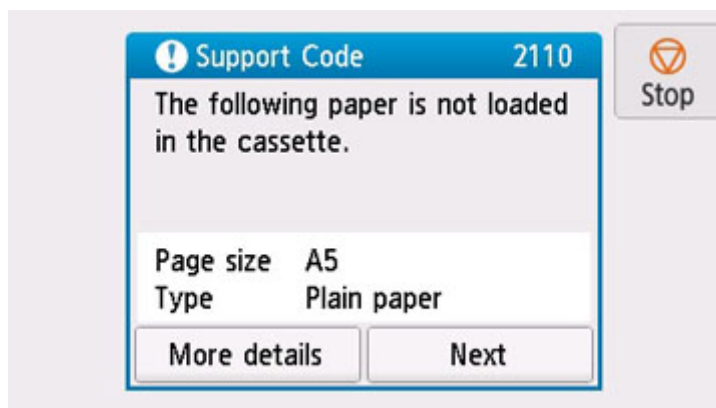 Support Code 2110
Stop
The following paper is not loaded
in the cassette.
Page size A5
Type Plain paper
More details Next